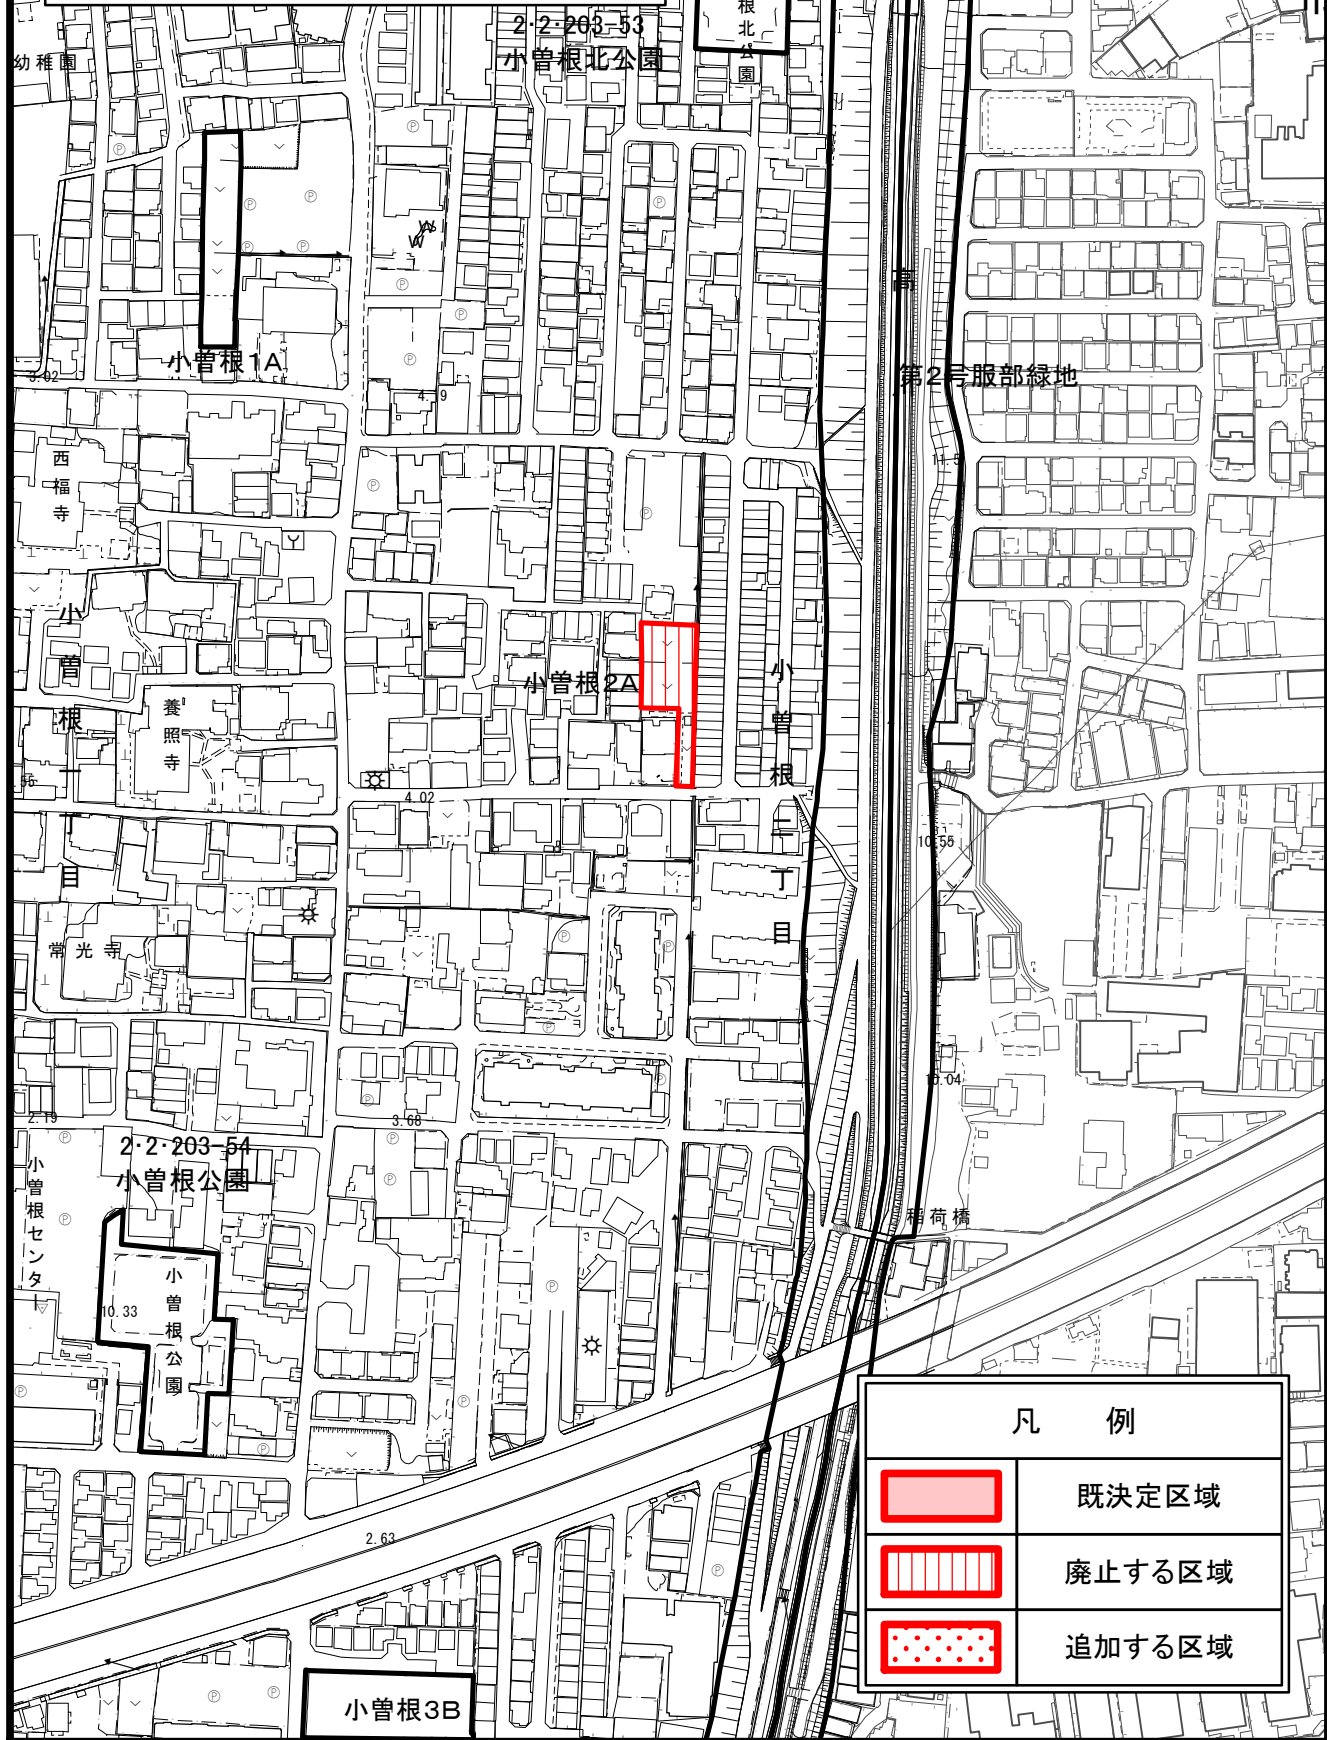 2・2・203-53
小曽根北公園
根北公園
幼稚園
小曽根1A
3.02
4.19
高
第2号服部緑地
11.5
西福寺
小曽根一丁目
養照寺
小曽根2A
小曽根二丁目
4.02
10.55
常光寺
10.04
2.19
3.68
2・2・203-54
小曽根公園
小曽根センター
稲荷橋
小曽根公園
10.33
2.63
小曽根3B
凡 例
既決定区域
廃止する区域
追加する区域